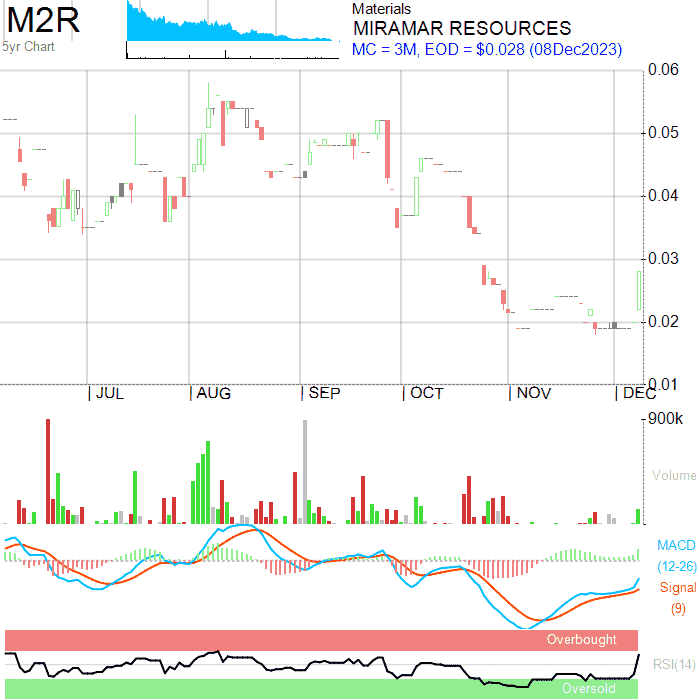 M2R
5yr Chart
Materials
MIRAMAR RESOURCES
MC = 3M, EOD = $0.028 (08Dec2023)
0.06
0.05
0.04
0.03
0.02
0.01
JUL AUG SEP OCT NOV DEC
900k
Volume
MACD
(12-26)
Signal
(9)
Overbought
RSI(14)
Oversold